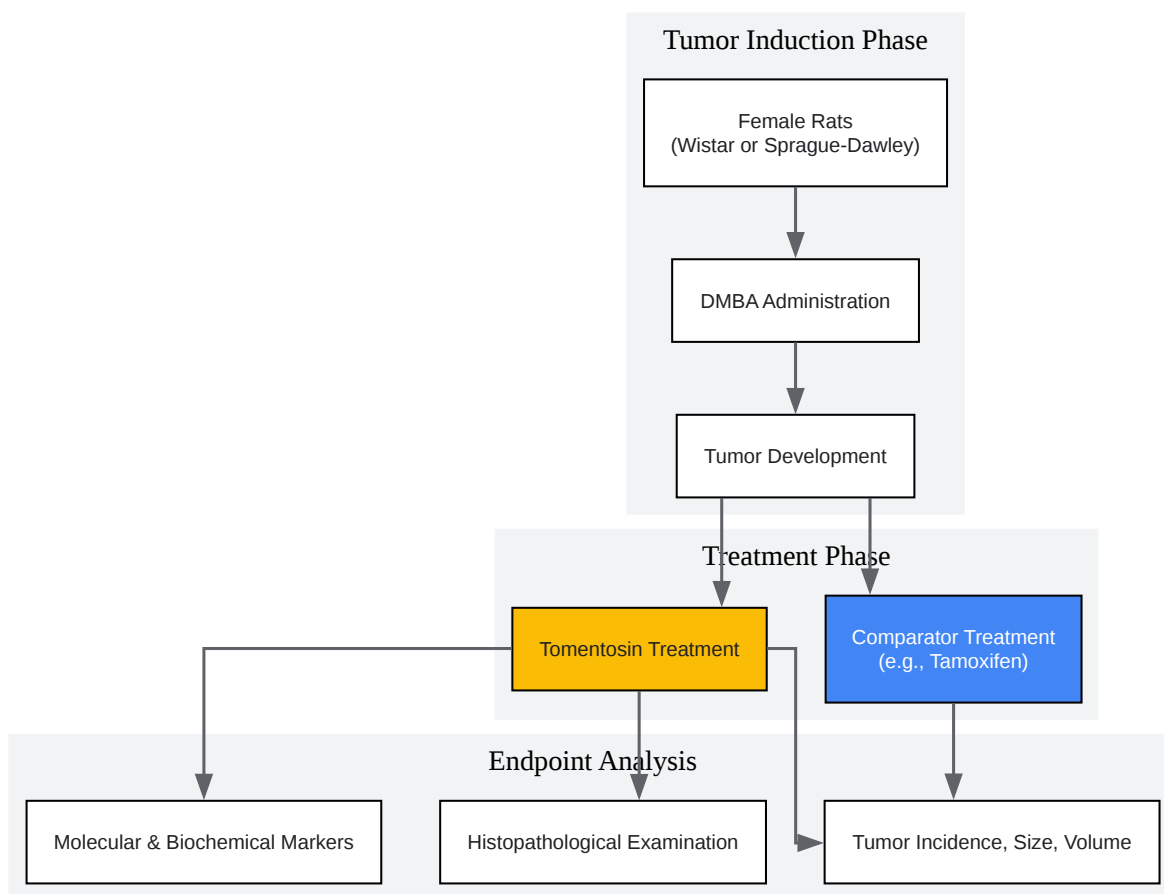 Tumor Induction Phase
Female Rats
(Wistar or Sprague-Dawley)
DMBA Administration
Tumor Development
Treatment Phase
Tomentosin Treatment
Comparator Treatment
(e.g., Tamoxifen)
Endpoint Analysis
Molecular & Biochemical Markers
Histopathological Examination
Tumor Incidence, Size, Volume